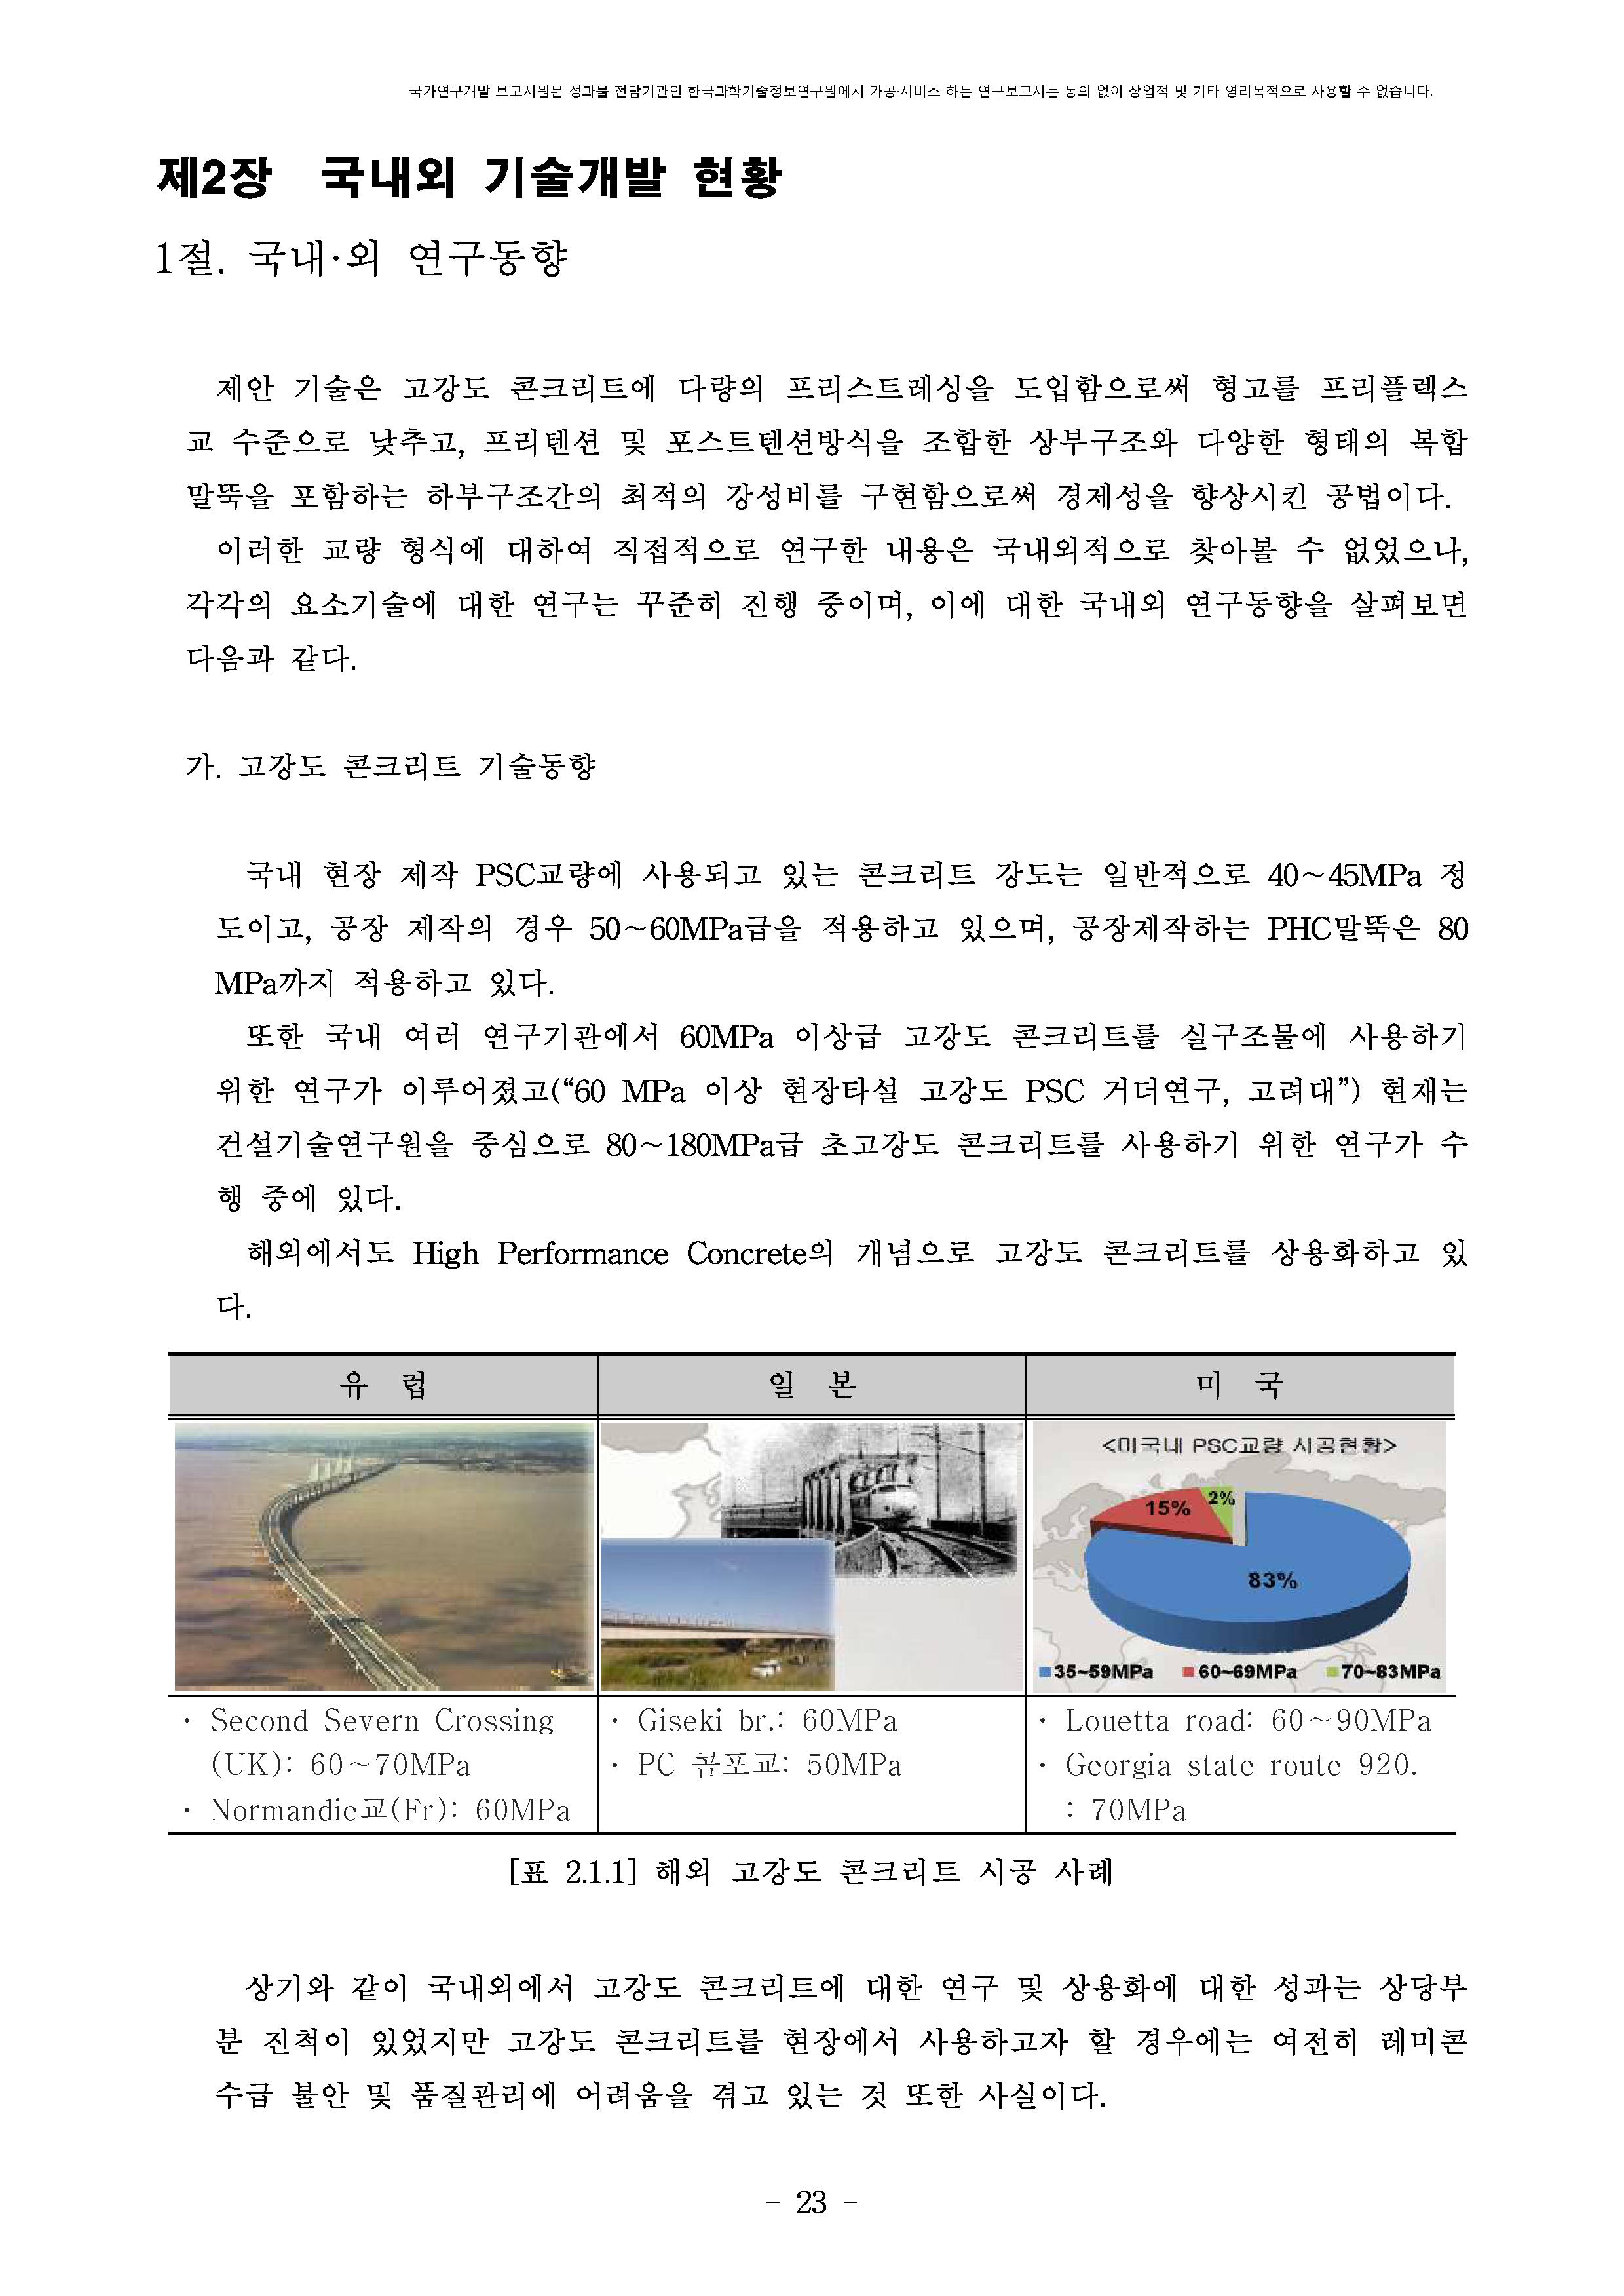 국가연구개발 보고서원문 성과물 전담기관인 한국과학기술정보연구원에서 가공·서비스 하는 연구보고서는 동의 없이 상업적 및 기타 영리목적으로 사용할 수 없습니다.
제2장 국내외 기술개발 현황
1절. 국내·외 연구동향
제안 기술은 고강도 콘크리트에 다량의 프리스트레싱을 도입함으로써 형고를 프리플렉스
교 수준으로 낮추고, 프리텐션 및 포스트텐션방식을 조합한 상부구조와 다양한 형태의 복합
말뚝을 포함하는 하부구조간의 최적의 강성비를 구현함으로써 경제성을 향상시킨 공법이다.
이러한 교량 형식에 대하여 직접적으로 연구한 내용은 국내외적으로 찾아볼 수 없었으나,
각각의 요소기술에 대한 연구는 꾸준히 진행 중이며, 이에 대한 국내외 연구동향을 살펴보면
다음과 같다.
가. 고강도 콘크리트 기술동향
국내 현장 제작 PSC교량에 사용되고 있는 콘크리트 강도는 일반적으로 40∼45MPa 정
도이고, 공장 제작의 경우 50∼60MPa급을 적용하고 있으며, 공장제작하는 PHC말뚝은 80
MPa까지 적용하고 있다.
또한 국내 여러 연구기관에서 60MPa 이상급 고강도 콘크리트를 실구조물에 사용하기
위한 연구가 이루어졌고(“60 MPa 이상 현장타설 고강도 PSC 거더연구, 고려대”) 현재는
건설기술연구원을 중심으로 80∼180MPa급 초고강도 콘크리트를 사용하기 위한 연구가 수
행 중에 있다.
해외에서도 High Performance Concrete의 개념으로 고강도 콘크리트를 상용화하고 있
다.
유 럽 일 본 미 국
<미국내 PSC교량 시공현황>
15% 2%
83%
35~59MPa 60~69MPa 70~83MPa
· Second Severn Crossing
(UK): 60∼70MPa
· Normandie교(Fr): 60MPa
· Giseki br.: 60MPa
· PC 콤포교: 50MPa
· Louetta road: 60∼90MPa
· Georgia state route 920.
: 70MPa
[표 2.1.1] 해외 고강도 콘크리트 시공 사례
상기와 같이 국내외에서 고강도 콘크리트에 대한 연구 및 상용화에 대한 성과는 상당부
분 진척이 있었지만 고강도 콘크리트를 현장에서 사용하고자 할 경우에는 여전히 레미콘
수급 불안 및 품질관리에 어려움을 겪고 있는 것 또한 사실이다.
- 23 -